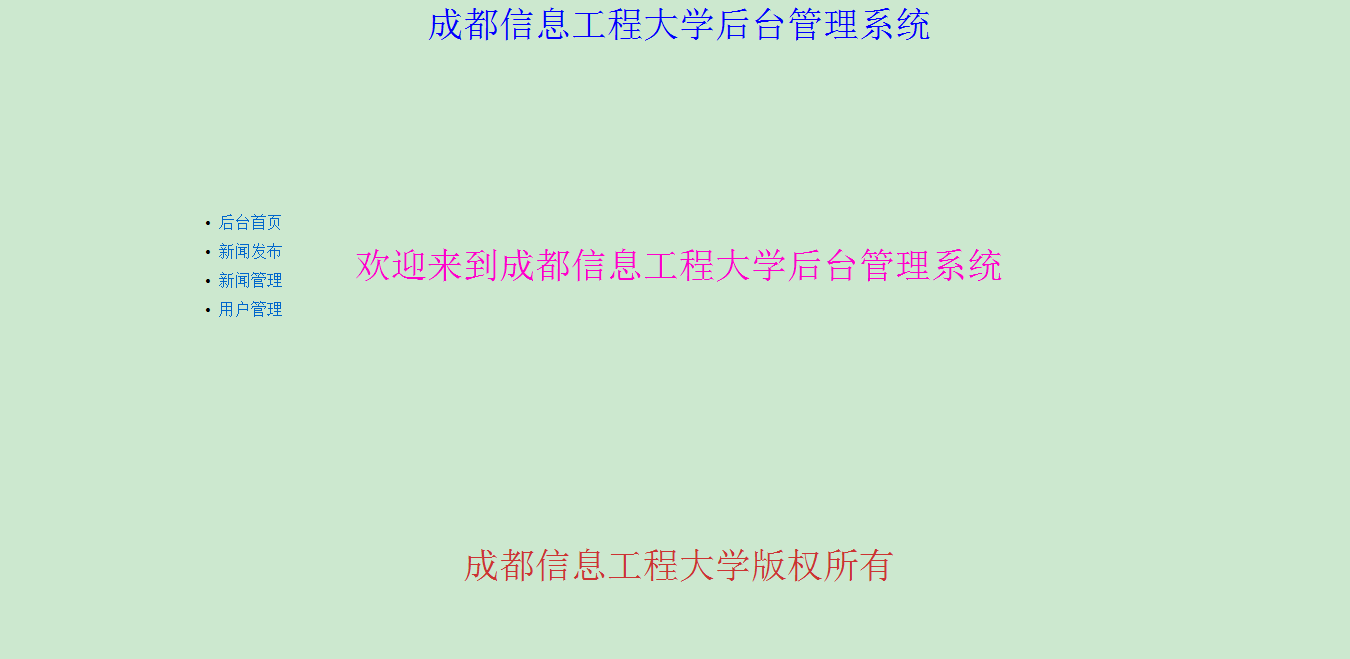 成都信息工程大学后台管理系统
后台首页
新闻发布
新闻管理
用户管理
欢迎来到成都信息工程大学后台管理系统
成都信息工程大学版权所有